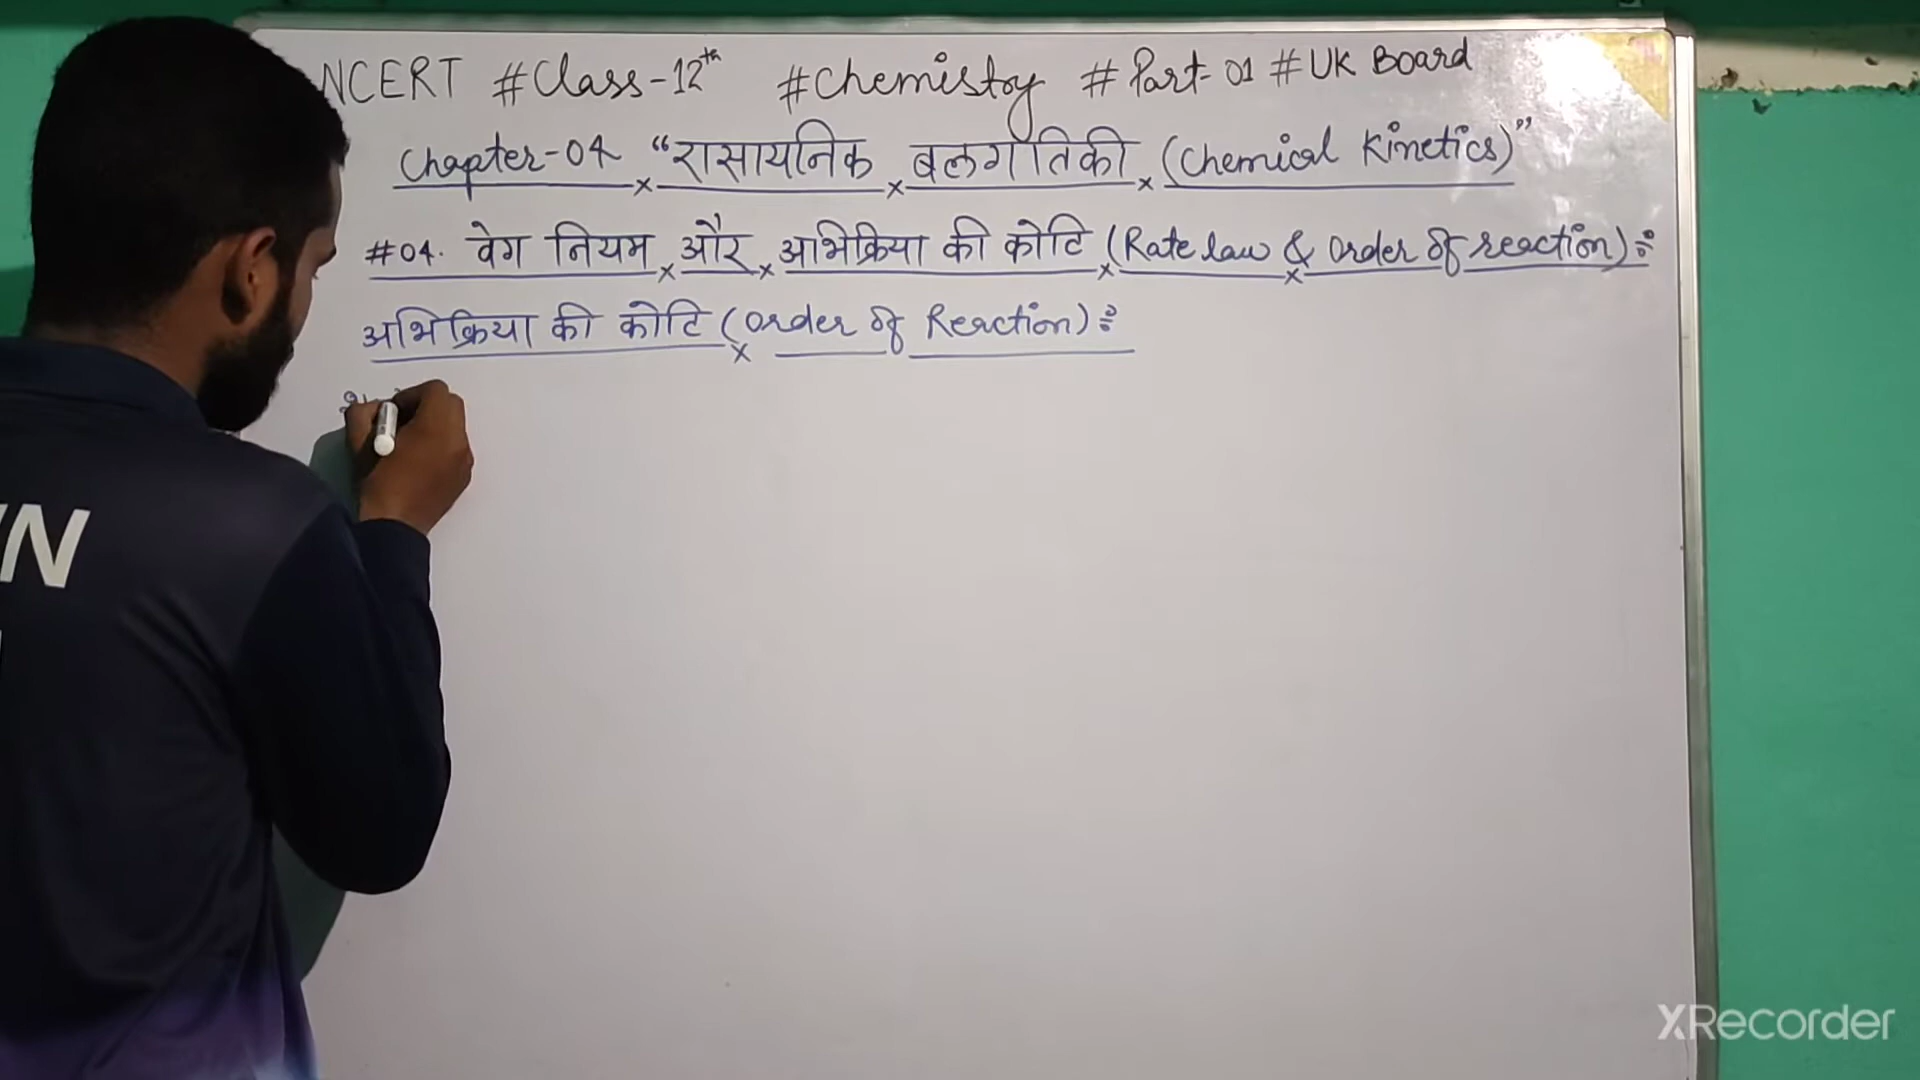 NCERT #Class-12th #Chemistry # Part-01 # UK Board
Chapter-04 "रासायनिक बलगतिकी (Chemical Kinetics)"
#04. वेग नियम और अभिक्रिया की कोटि (Rate law & Order of reaction):-
अभिक्रिया की कोटि (Order of Reaction):-
N
XRecorder